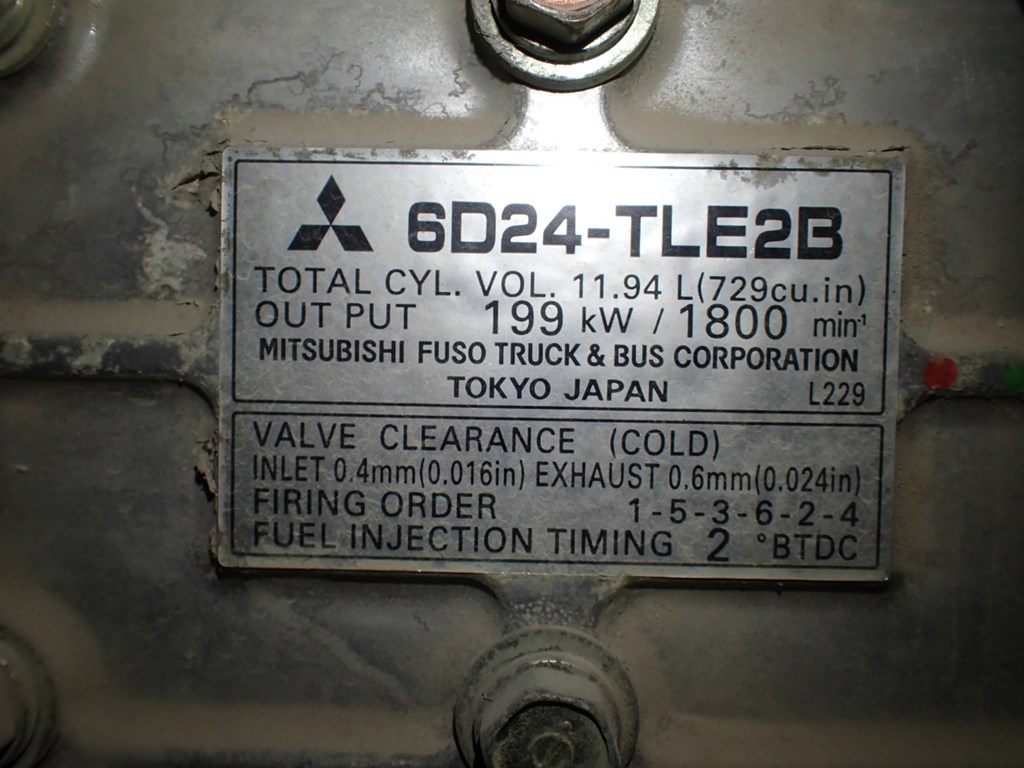 6D24-TLE2B
TOTAL CYL. VOL. 11.94 L(729cu.in)
OUT PUT 199 kW / 1800 min⁻¹
MITSUBISHI FUSO TRUCK & BUS CORPORATION
TOKYO JAPAN L229
VALVE CLEARANCE (COLD)
INLET 0.4mm(0.016in) EXHAUST 0.6mm(0.024in)
FIRING ORDER 1-5-3-6-2-4
FUEL INJECTION TIMING 2 °BTDC